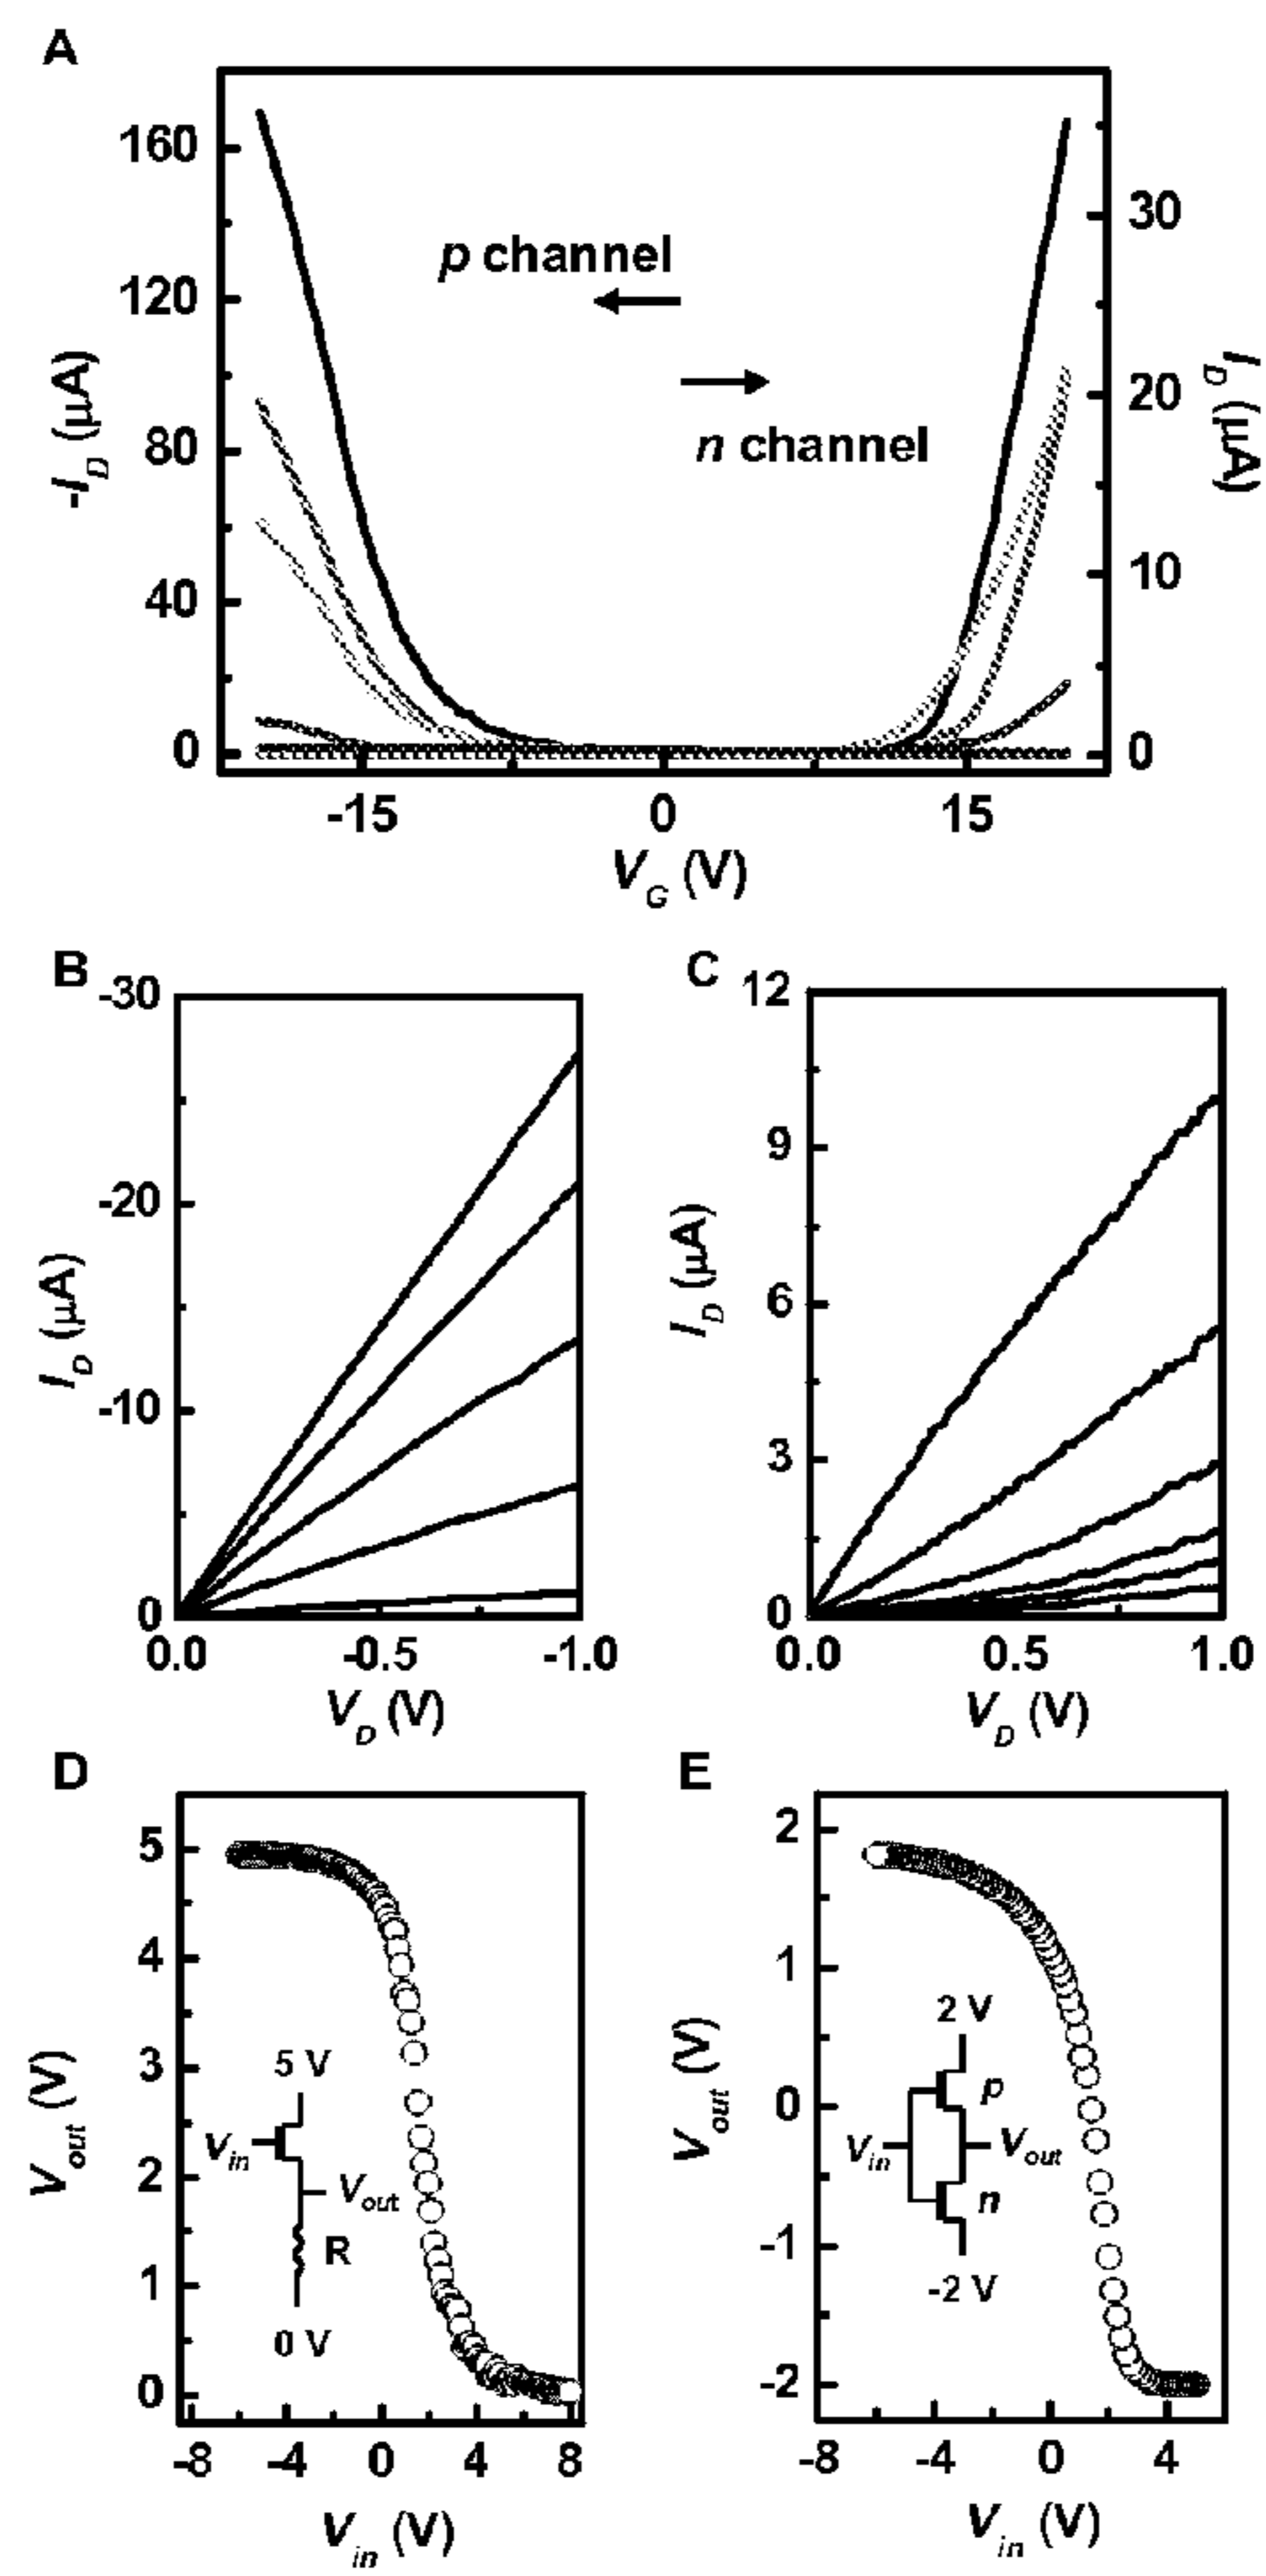 A
160
120
80
40
0
-I_D (μA)
p channel
n channel
30
20
10
0
I_D (μA)
-15 0 15
V_G (V)
B
-30
-20
-10
0
I_D (μA)
0.0 -0.5 -1.0
V_D (V)
C
12
9
6
3
0
I_D (μA)
0.0 0.5 1.0
V_D (V)
D
5
4
3
2
1
0
V_out (V)
5 V
V_in
V_out
R
0 V
-8 -4 0 4 8
V_in (V)
E
2
1
0
-1
-2
V_out (V)
2 V
p
V_in
V_out
n
-2 V
-8 -4 0 4
V_in (V)